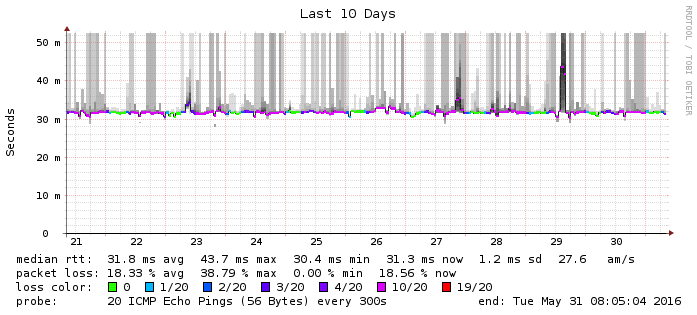 Last 10 Days
RRDTOOL / TOBI OETIKER
Seconds
50 m
40 m
30 m
20 m
10 m
0
21 22 23 24 25 26 27 28 29 30
median rtt: 31.8 ms avg 43.7 ms max 30.4 ms min 31.3 ms now 1.2 ms sd 27.6 am/s
packet loss: 18.33 % avg 38.79 % max 0.00 % min 18.56 % now
loss color: 0 1/20 2/20 3/20 4/20 10/20 19/20
probe: 20 ICMP Echo Pings (56 Bytes) every 300s end: Tue May 31 08:05:04 2016